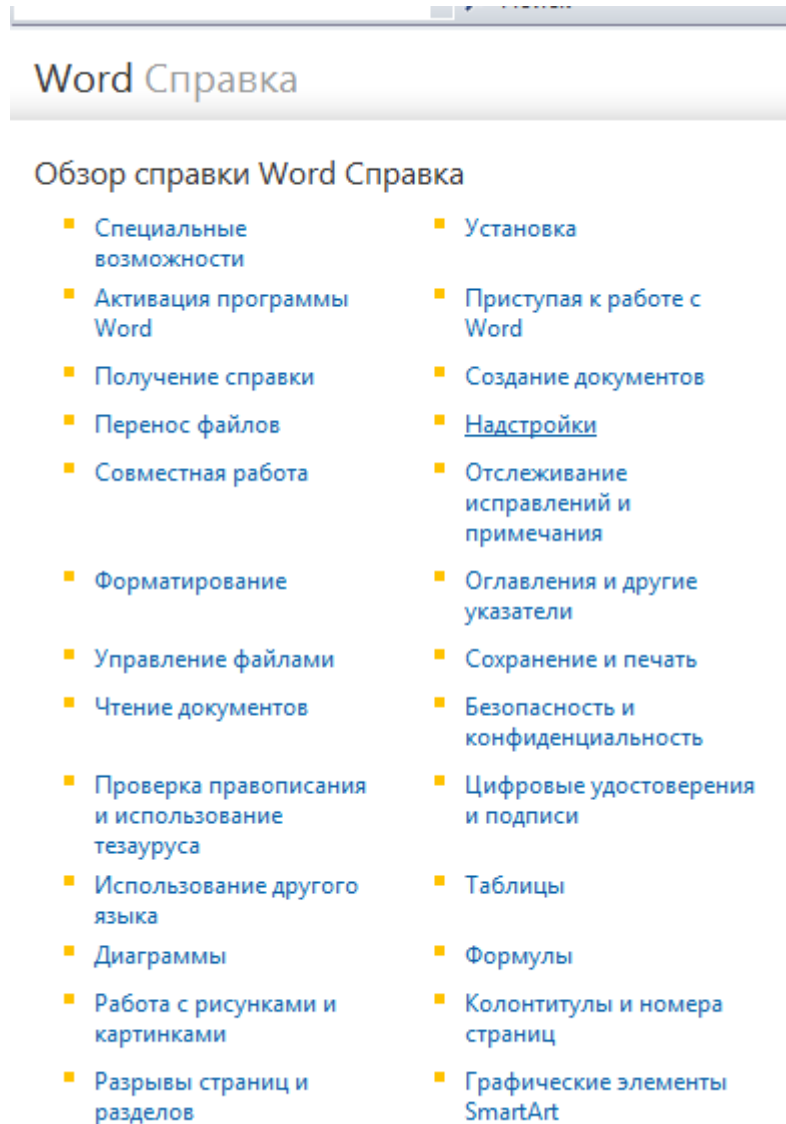 Word Справка
Обзор справки Word Справка
Специальные
возможности
Установка
Активация программы
Word
Приступая к работе с
Word
Получение справки
Создание документов
Перенос файлов
Надстройки
Совместная работа
Отслеживание
исправлений и
примечания
Форматирование
Оглавления и другие
указатели
Управление файлами
Сохранение и печать
Чтение документов
Безопасность и
конфиденциальность
Проверка правописания
и использование
тезауруса
Цифровые удостоверения
и подписи
Использование другого
языка
Таблицы
Диаграммы
Формулы
Работа с рисунками и
картинками
Колонтитулы и номера
страниц
Разрывы страниц и
разделов
Графические элементы
SmartArt